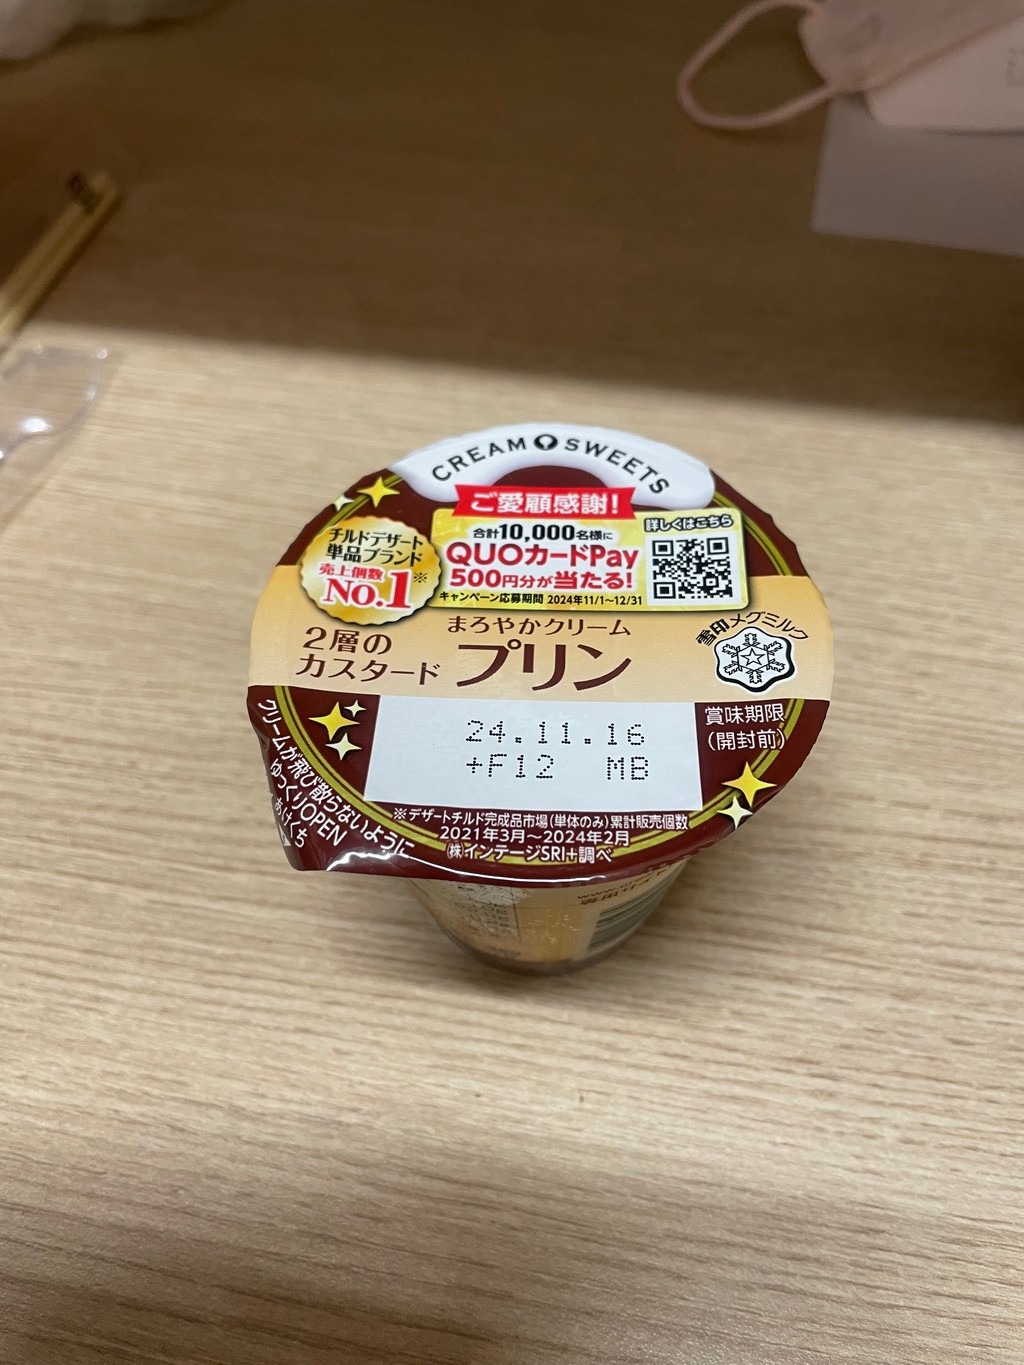 CREAM SWEETS
ご愛顧感謝!
チルドデザート
単品ブランド
売上個数
No.1※
合計10,000名様に
QUOカードPay
500円分が当たる!
キャンペーン応募期間 2024年11/1~12/31
詳しくはこちら
2層の
カスタード
まろやかクリーム
プリン
雪印メグミルク
賞味期限
(開封前)
24.11.16
+F12 MB
クリームが飛び散らないように
ゆっくりOPEN
あけくち
※デザートチルド完成品市場(単体のみ)累計販売個数
2021年3月~2024年2月
㈱インテージSRI+調べ